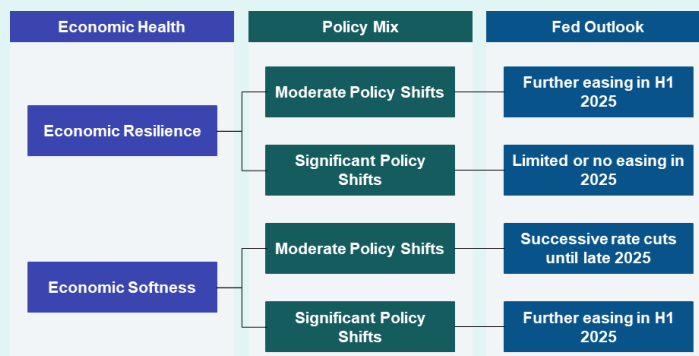 Economic Health
Policy Mix
Fed Outlook
Economic Resilience
Moderate Policy Shifts
Further easing in H1
2025
Significant Policy
Shifts
Limited or no easing in
2025
Economic Softness
Moderate Policy Shifts
Successive rate cuts
until late 2025
Significant Policy
Shifts
Further easing in H1
2025